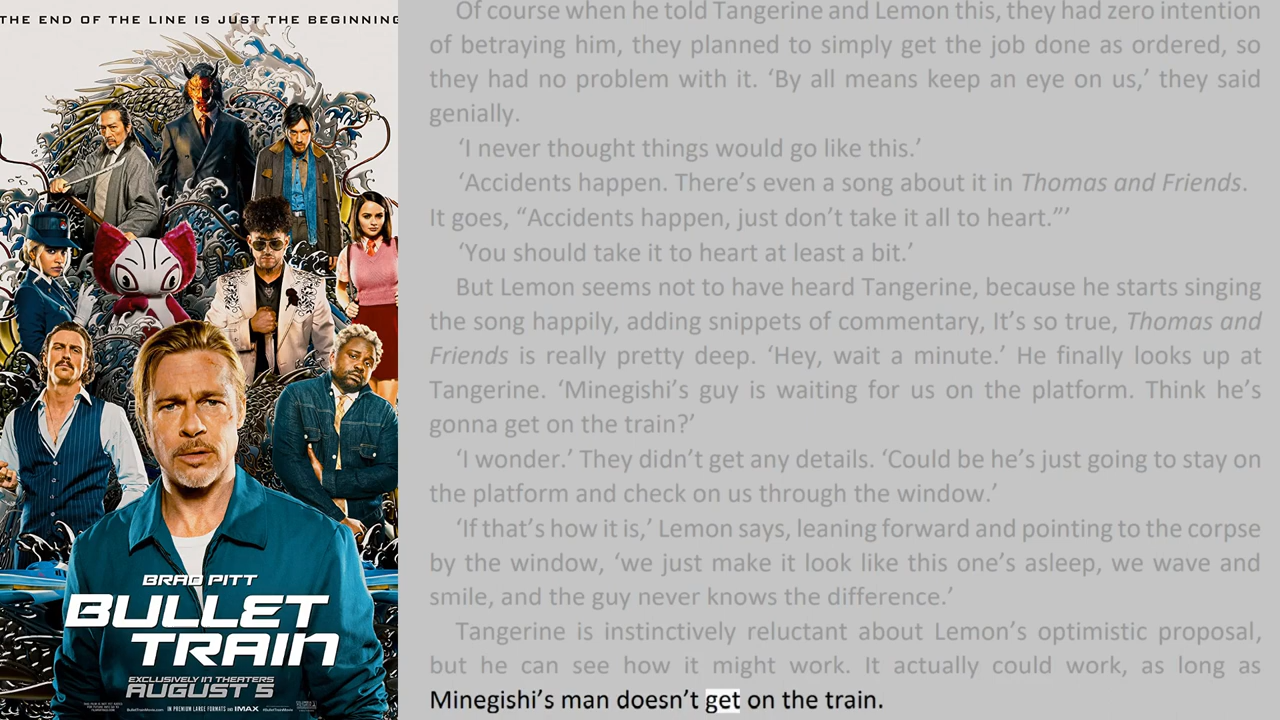 THE END OF THE LINE IS JUST THE BEGINNING
BRAD PITT
BULLET
TRAIN
EXCLUSIVELY IN THEATERS
AUGUST 5
BulletTrainMovie.com
IN PREMIUM LARGE FORMATS AND IMAX
#BulletTrainMovie
Of course when he told Tangerine and Lemon this, they had zero intention
of betraying him, they planned to simply get the job done as ordered, so
they had no problem with it. ‘By all means keep an eye on us,’ they said
genially.
‘I never thought things would go like this.’
‘Accidents happen. There’s even a song about it in Thomas and Friends.
It goes, “Accidents happen, just don’t take it all to heart.”’
‘You should take it to heart at least a bit.’
But Lemon seems not to have heard Tangerine, because he starts singing
the song happily, adding snippets of commentary, It’s so true, Thomas and
Friends is really pretty deep. ‘Hey, wait a minute.’ He finally looks up at
Tangerine. ‘Minegishi’s guy is waiting for us on the platform. Think he’s
gonna get on the train?’
‘I wonder.’ They didn’t get any details. ‘Could be he’s just going to stay on
the platform and check on us through the window.’
‘If that’s how it is,’ Lemon says, leaning forward and pointing to the corpse
by the window, ‘we just make it look like this one’s asleep, we wave and
smile, and the guy never knows the difference.’
Tangerine is instinctively reluctant about Lemon’s optimistic proposal,
but he can see how it might work. It actually could work, as long as
Minegishi’s man doesn’t get on the train.